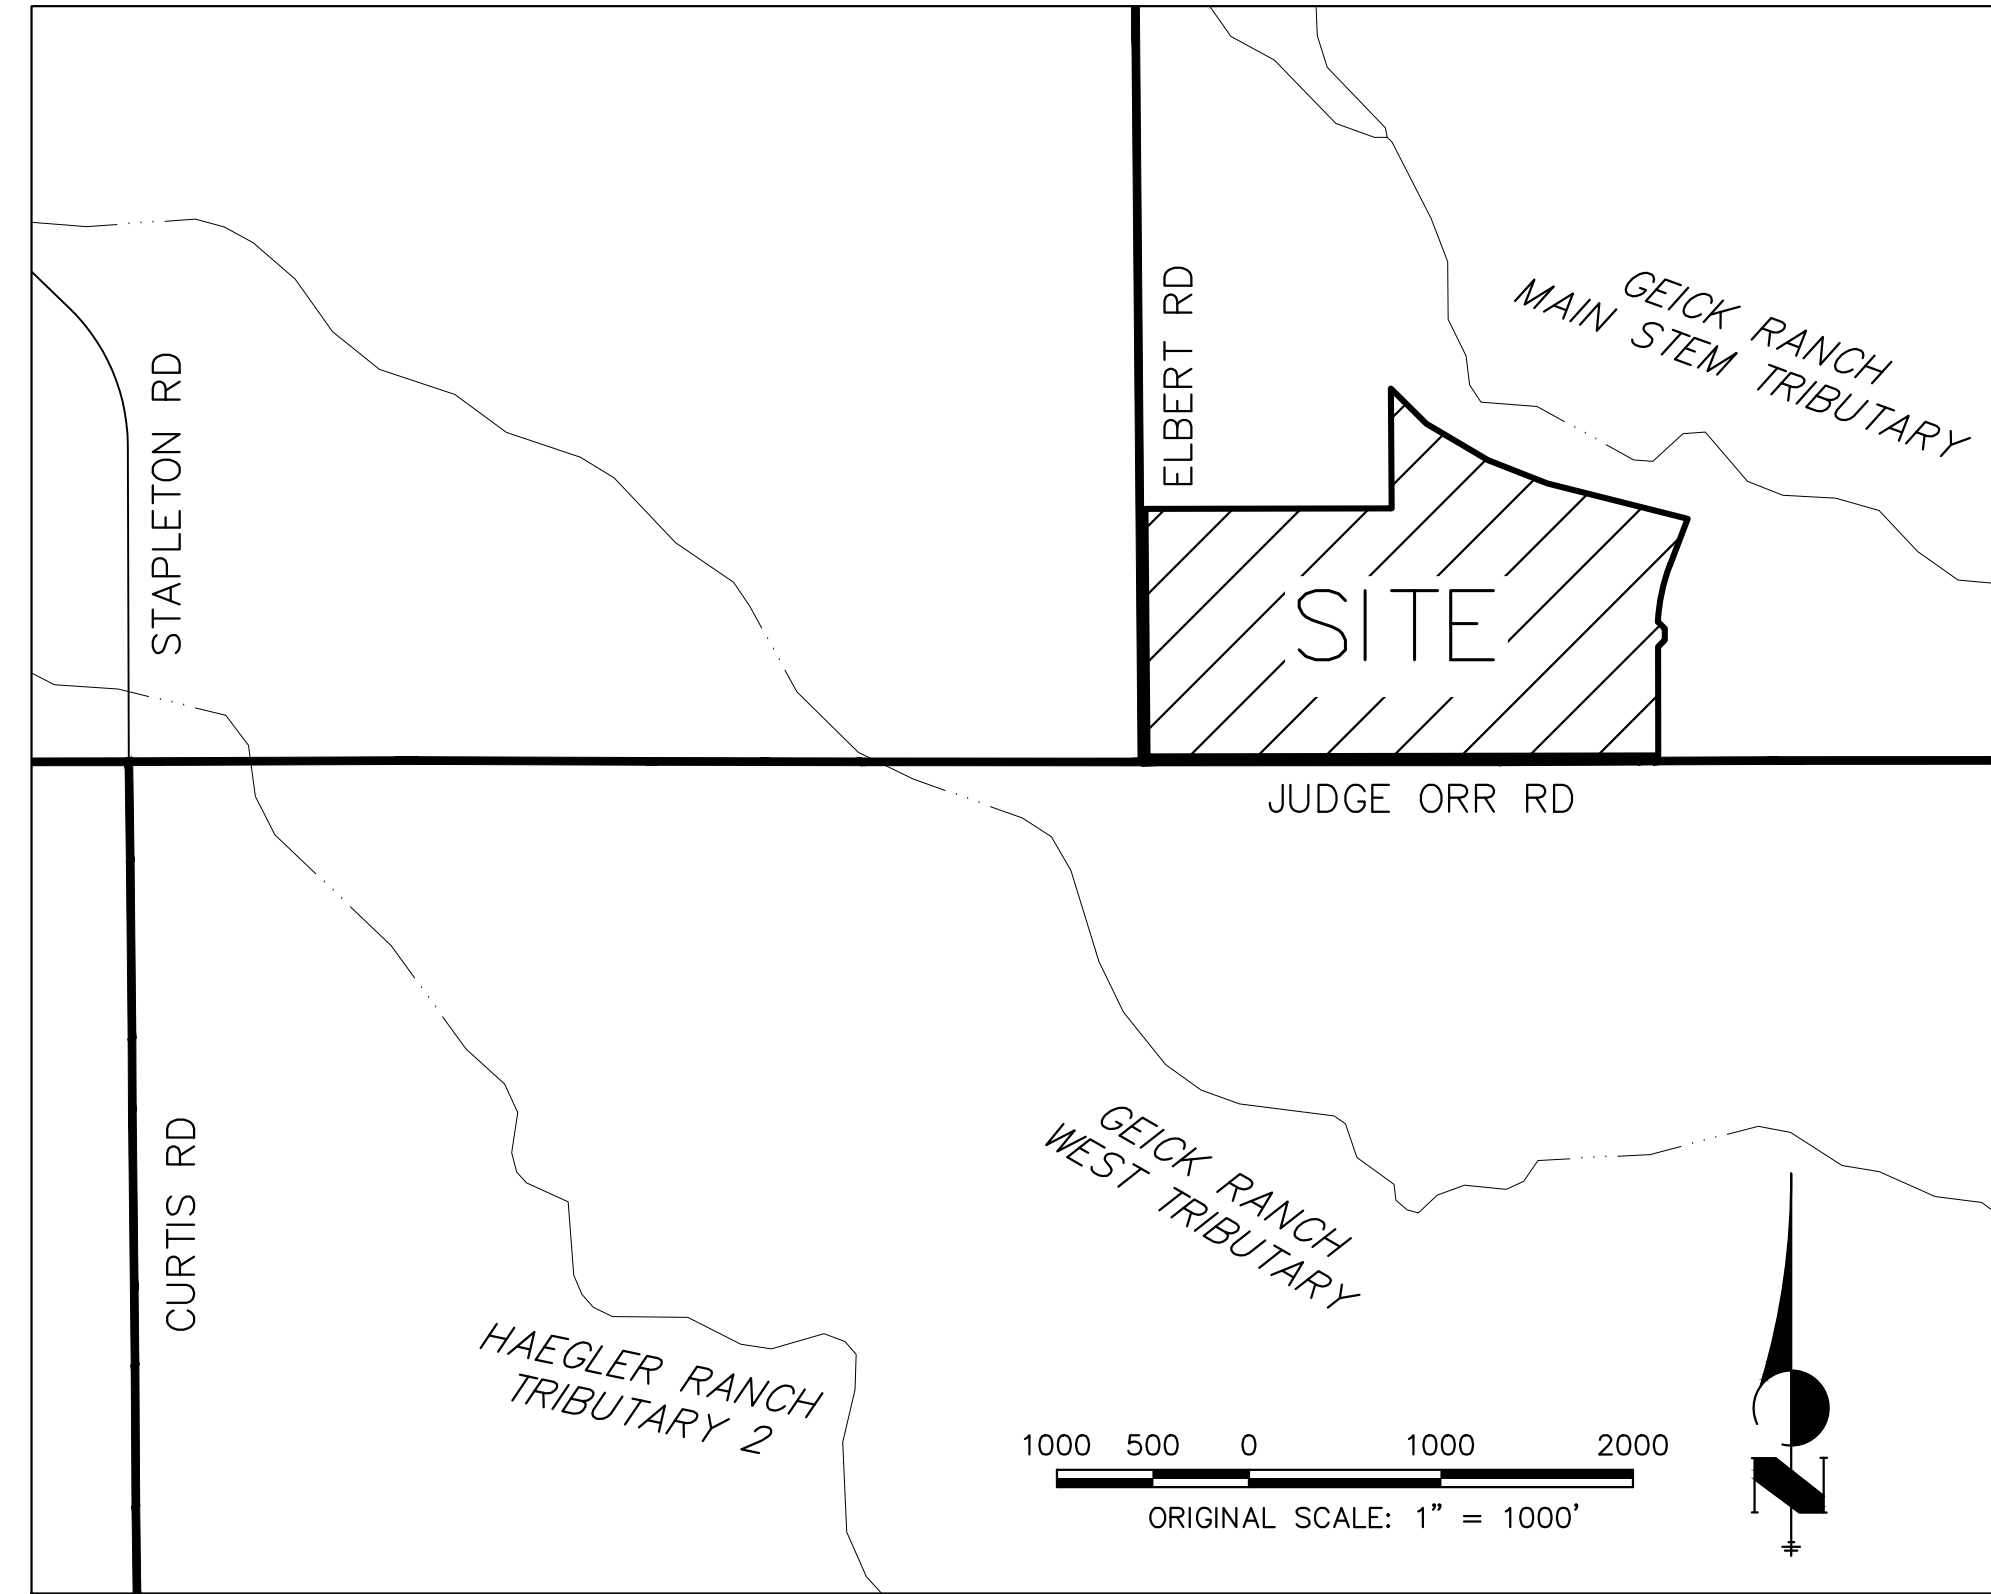 GEICK RANCH
MAIN STEM TRIBUTARY
ELBERT RD
STAPLETON RD
SITE
JUDGE ORR RD
CURTIS RD
GEICK RANCH
WEST TRIBUTARY
HAEGLER RANCH
TRIBUTARY 2
1000 500 0 1000 2000
ORIGINAL SCALE: 1" = 1000'
N